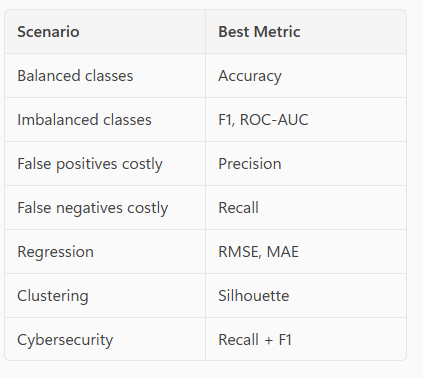 Scenario Best Metric
Balanced classes Accuracy
Imbalanced classes F1, ROC-AUC
False positives costly Precision
False negatives costly Recall
Regression RMSE, MAE
Clustering Silhouette
Cybersecurity Recall + F1